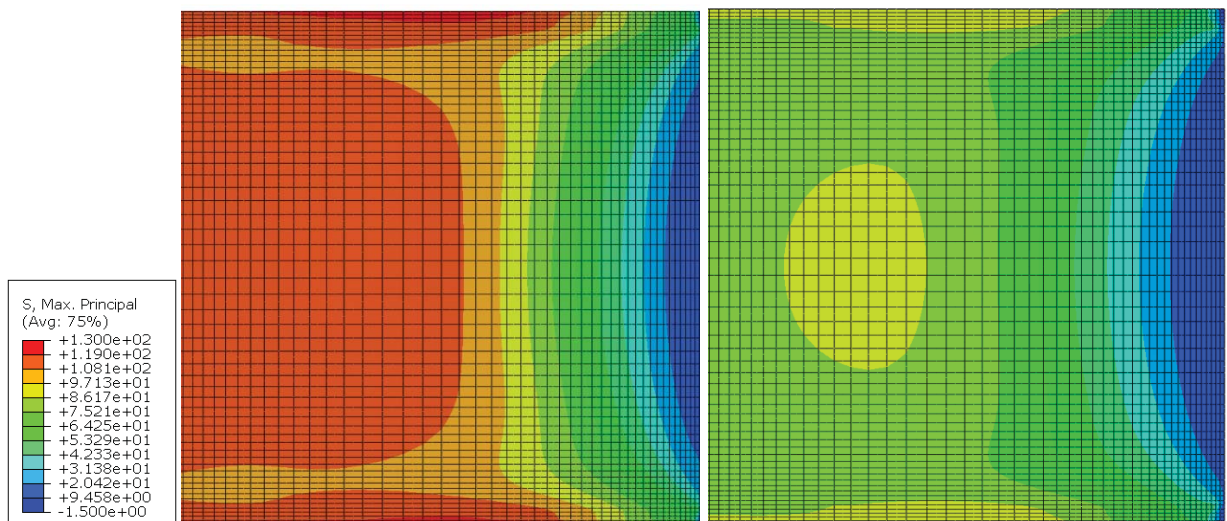 S, Max. Principal
(Avg: 75%)
+1.300e+02
+1.190e+02
+1.081e+02
+9.713e+01
+8.617e+01
+7.521e+01
+6.425e+01
+5.329e+01
+4.233e+01
+3.138e+01
+2.042e+01
+9.458e+00
-1.500e+00